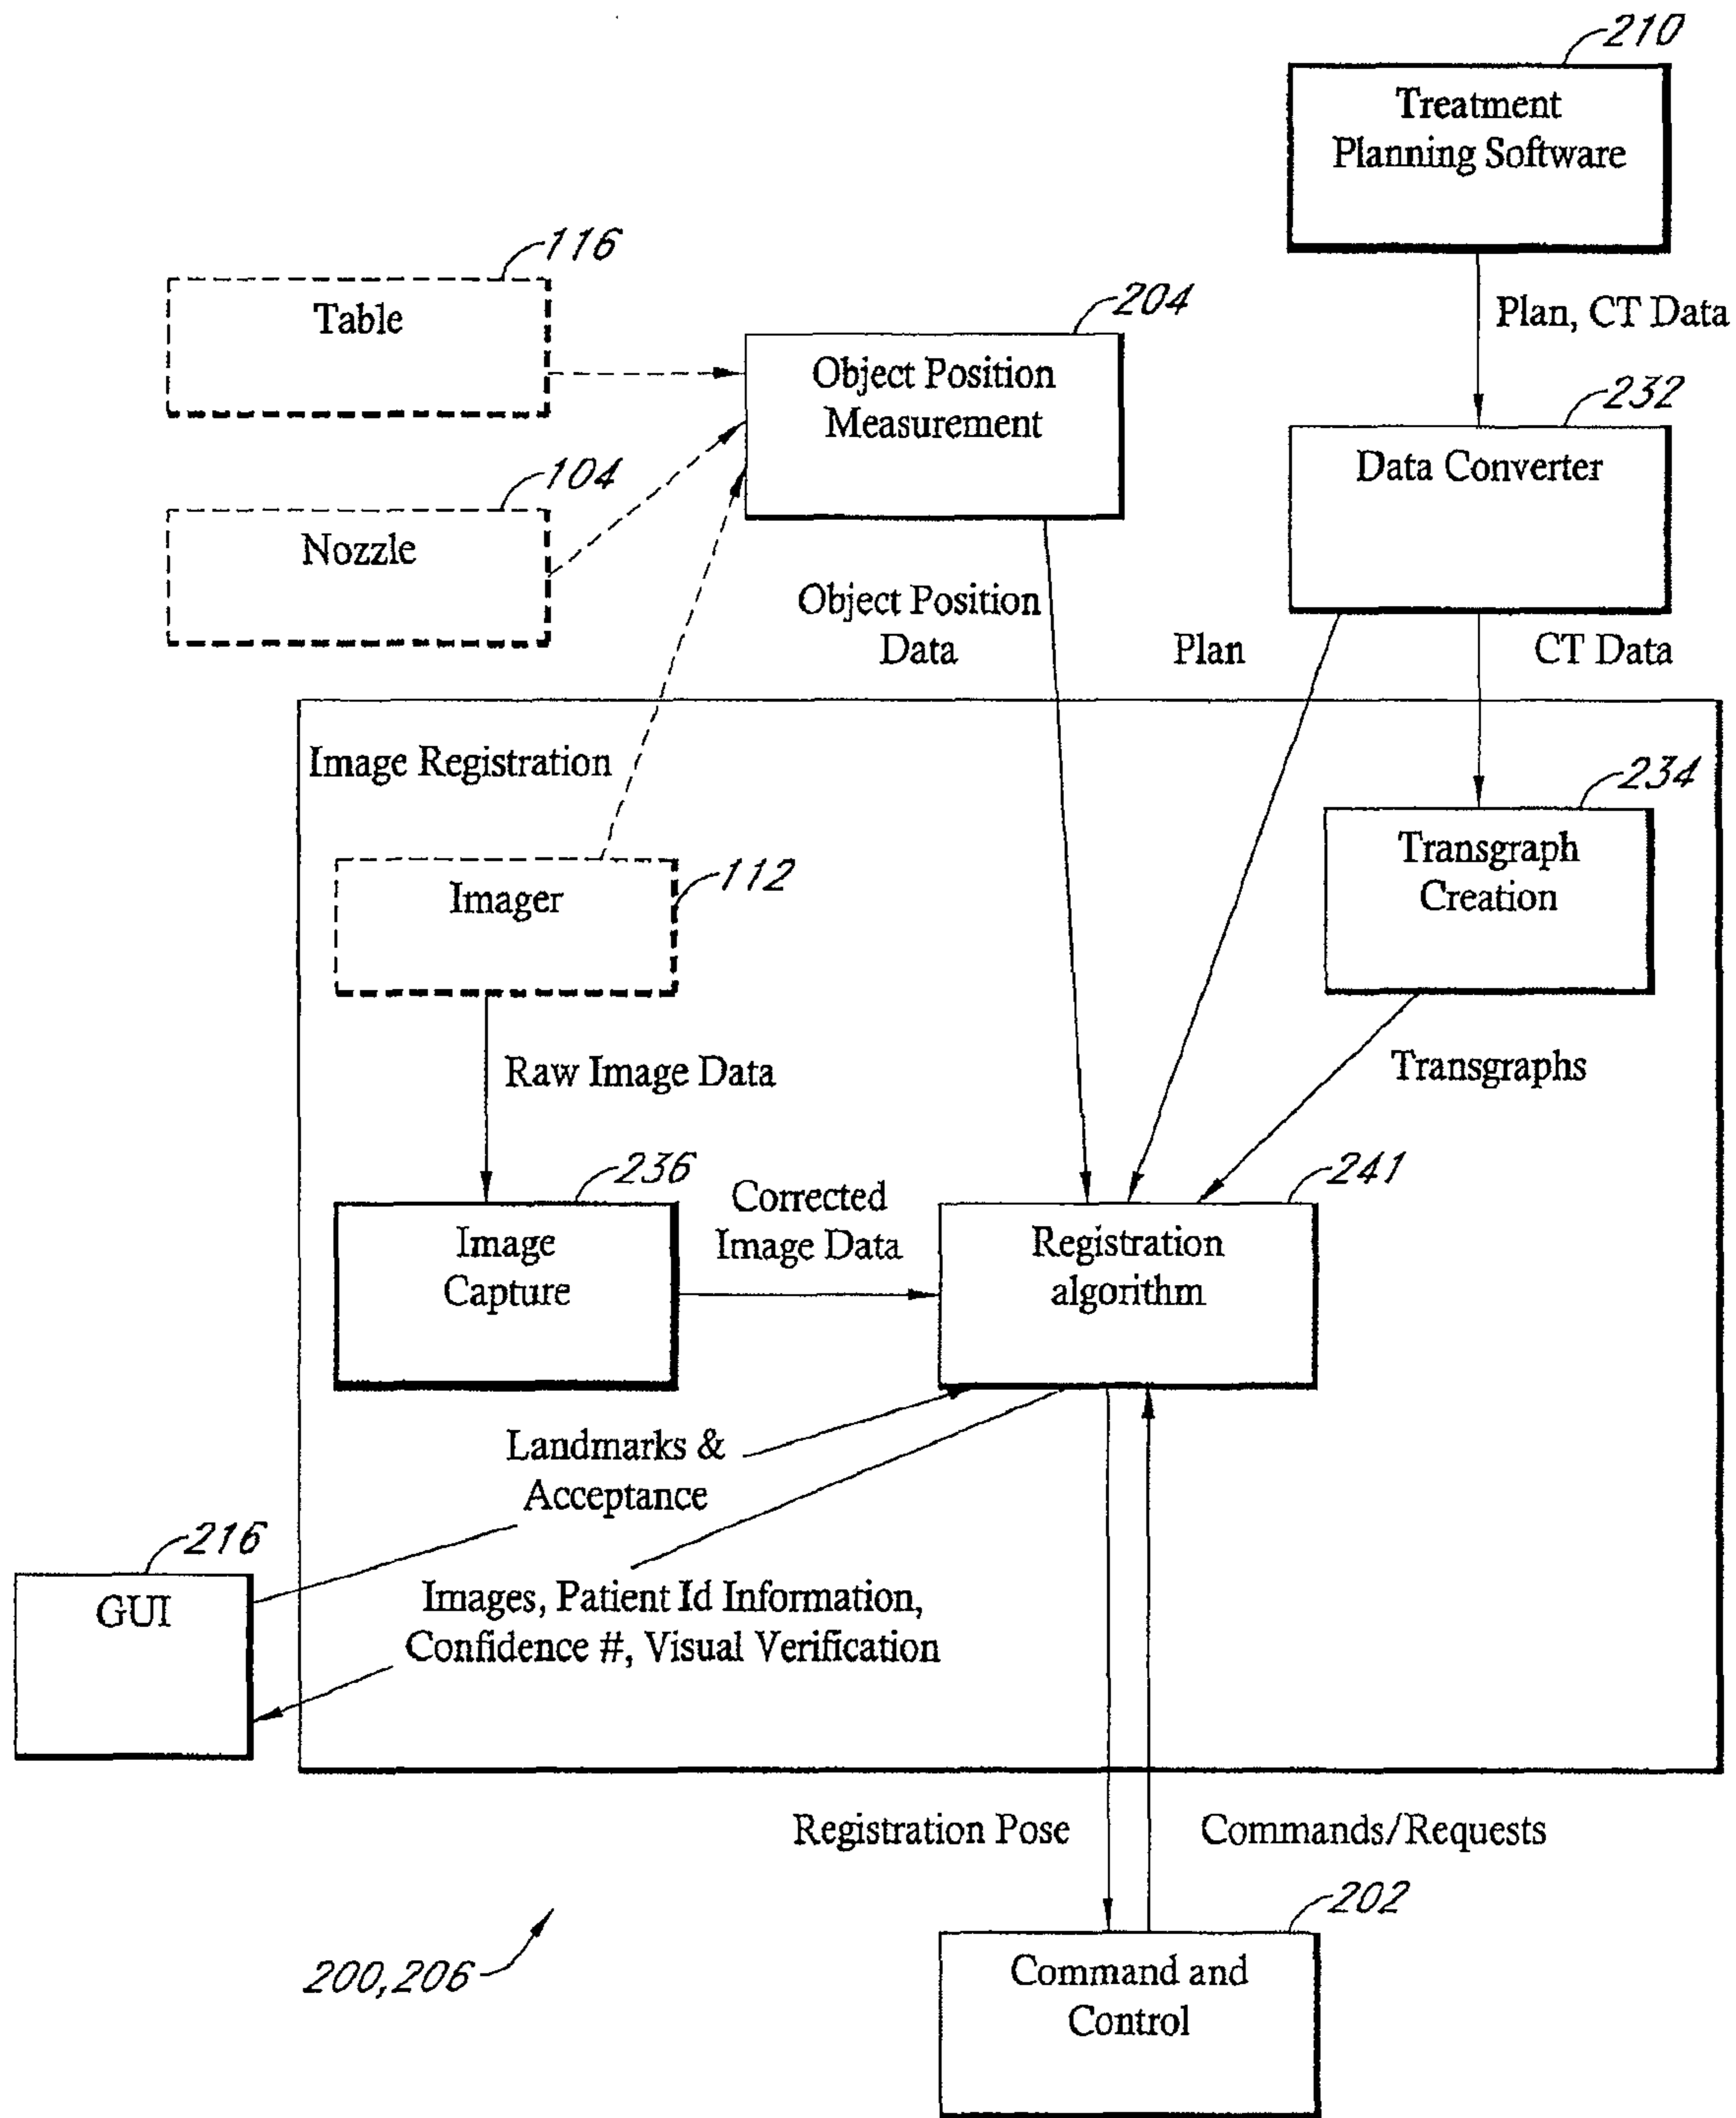 210
Treatment
Planning Software
116
Table
204
Plan, CT Data
Object Position
Measurement
232
Data Converter
104
Nozzle
Object Position
Data
Plan
CT Data
Image Registration
234
Transgraph
Creation
112
Imager
Raw Image Data
Transgraphs
236
Corrected
Image Data
241
Image
Capture
Registration
algorithm
Landmarks &
Acceptance
216
GUI
Images, Patient Id Information,
Confidence #, Visual Verification
Registration Pose
Commands/Requests
202
200,206
Command and
Control